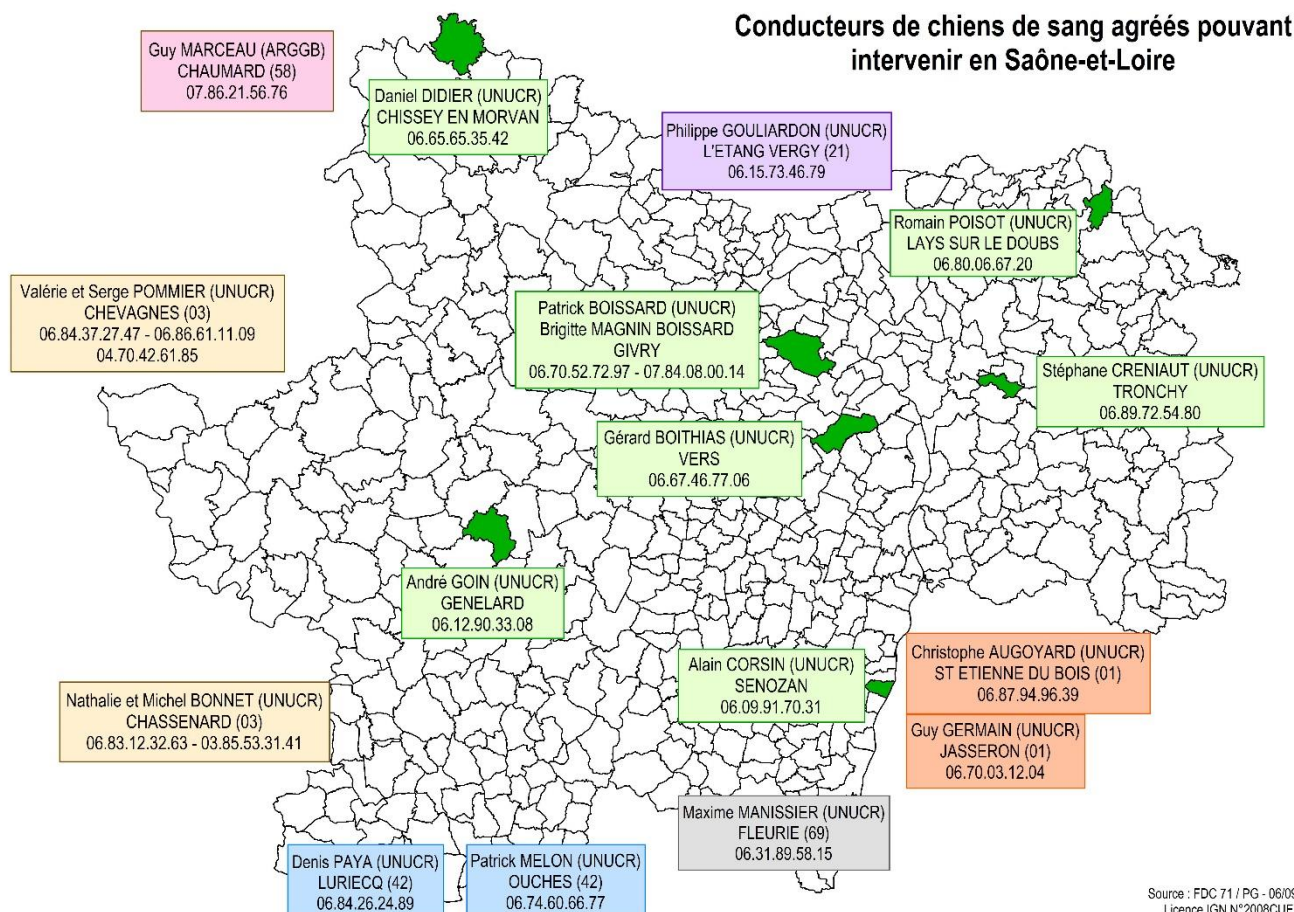 Conducteurs de chiens de sang agréés pouvant
intervenir en Saône-et-Loire
Guy MARCEAU (ARGGB)
CHAUMARD (58)
07.86.21.56.76
Daniel DIDIER (UNUCR)
CHISSEY EN MORVAN
06.65.65.35.42
Philippe GOULIARDON (UNUCR)
L'ETANG VERGY (21)
06.15.73.46.79
Romain POISOT (UNUCR)
LAYS SUR LE DOUBS
06.80.06.67.20
Valérie et Serge POMMIER (UNUCR)
CHEVAGNES (03)
06.84.37.27.47 - 06.86.61.11.09
04.70.42.61.85
Patrick BOISSARD (UNUCR)
Brigitte MAGNIN BOISSARD
GIVRY
06.70.52.72.97 - 07.84.08.00.14
Stéphane CRENIAUT (UNUCR)
TRONCHY
06.89.72.54.80
Gérard BOITHIAS (UNUCR)
VERS
06.67.46.77.06
André GOIN (UNUCR)
GENELARD
06.12.90.33.08
Alain CORSIN (UNUCR)
SENOZAN
06.09.91.70.31
Christophe AUGOYARD (UNUCR)
ST ETIENNE DU BOIS (01)
06.87.94.96.39
Nathalie et Michel BONNET (UNUCR)
CHASSENARD (03)
06.83.12.32.63 - 03.85.53.31.41
Guy GERMAIN (UNUCR)
JASSERON (01)
06.70.03.12.04
Maxime MANISSIER (UNUCR)
FLEURIE (69)
06.31.89.58.15
Denis PAYA (UNUCR)
LURIECQ (42)
06.84.26.24.89
Patrick MELON (UNUCR)
OUCHES (42)
06.74.60.66.77
Source : FDC 71 / PG - 06/09
Licence IGN N°2008CUE